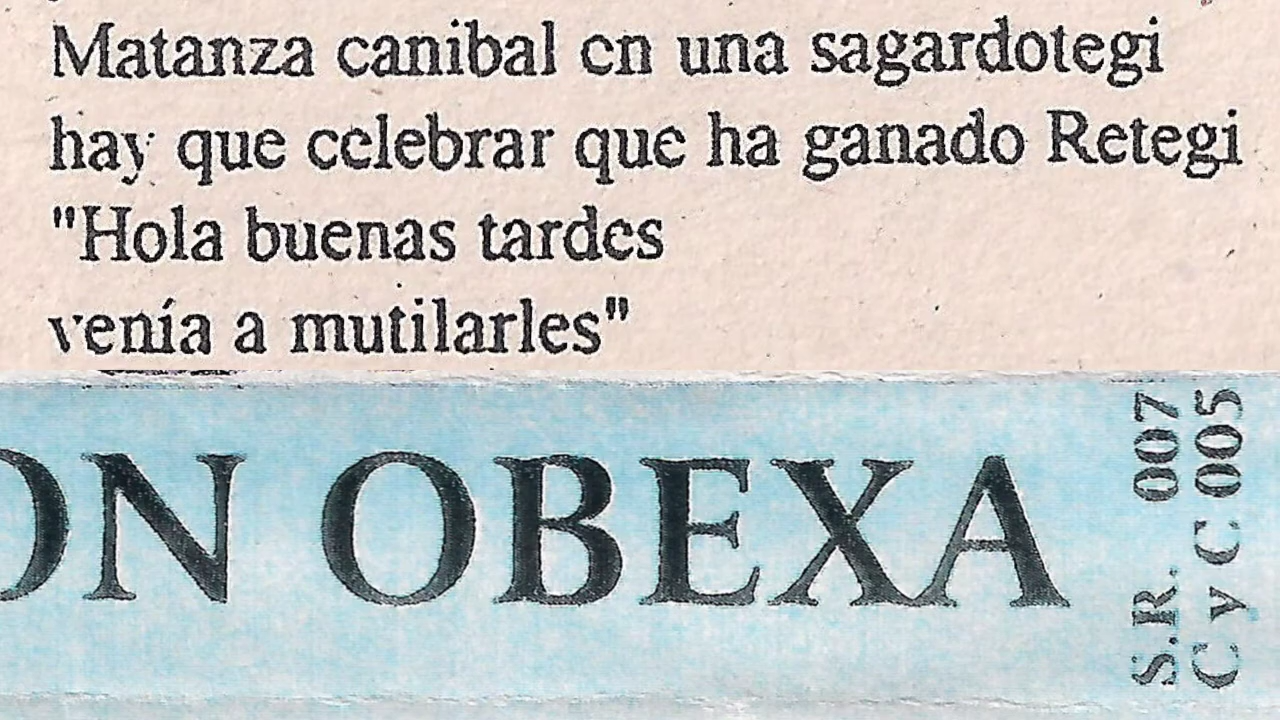 Matanza canibal en una sagardotegi
hay que celebrar que ha ganado Retegi
"Hola buenas tardes
venía a mutilarles"
ON OBEXA
S.R. 007
C y C 005